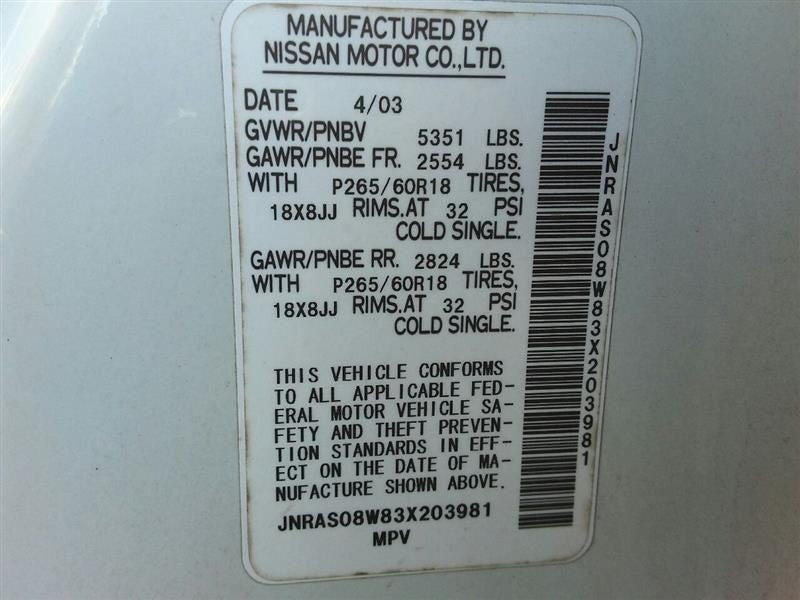 MANUFACTURED BY
NISSAN MOTOR CO.,LTD.
DATE 4/03
GVWR/PNBV 5351 LBS.
GAWR/PNBE FR. 2554 LBS.
WITH P265/60R18 TIRES,
18X8JJ RIMS.AT 32 PSI
COLD SINGLE.
GAWR/PNBE RR. 2824 LBS.
WITH P265/60R18 TIRES,
18X8JJ RIMS.AT 32 PSI
COLD SINGLE.
THIS VEHICLE CONFORMS
TO ALL APPLICABLE FED-
ERAL MOTOR VEHICLE SA-
FETY AND THEFT PREVEN-
TION STANDARDS IN EFF-
ECT ON THE DATE OF MA-
NUFACTURE SHOWN ABOVE.
JNRAS08W83X203981
MPV
JNRAS08W83X203981